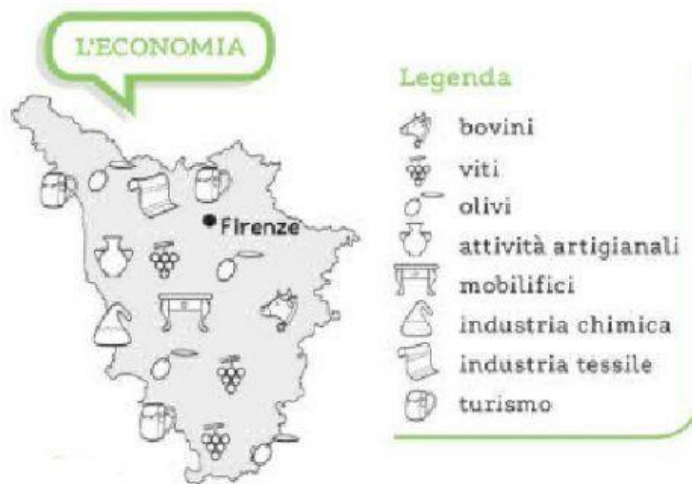 L'ECONOMIA
Firenze
Legenda
bovini
viti
olivi
attività artigianali
mobilifici
industria chimica
industria tessile
turismo